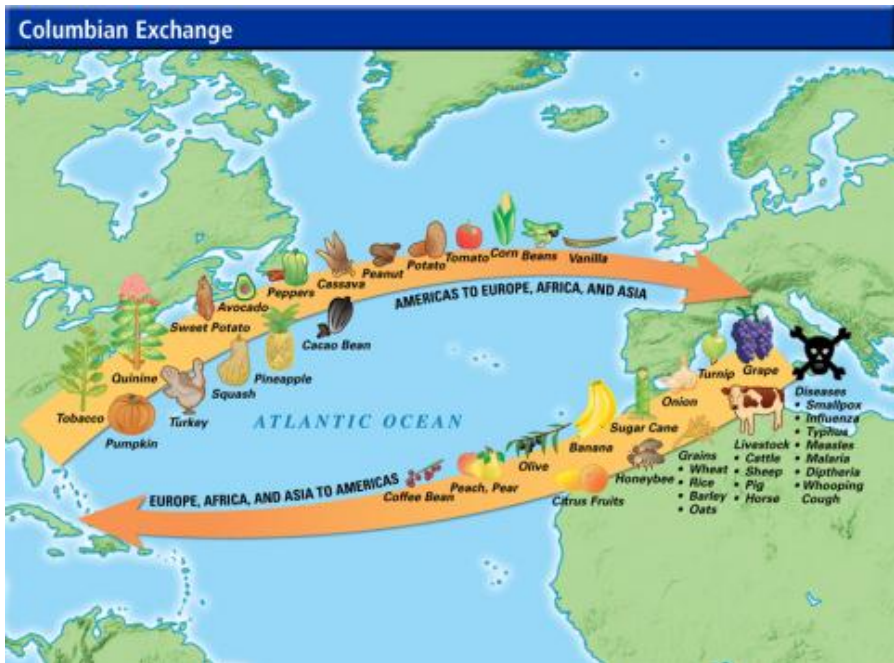 Columbian Exchange
Vanilla
Beans
Corn
Tomato
Potato
Peanut
Cassava
Peppers
Avocado
Sweet Potato
Quinine
Tobacco
AMERICAS TO EUROPE, AFRICA, AND ASIA
Cacao Bean
Pineapple
Squash
Turkey
Pumpkin
ATLANTIC OCEAN
EUROPE, AFRICA, AND ASIA TO AMERICAS
Coffee Bean
Peach, Pear
Olive
Citrus Fruits
Banana
Honeybee
Sugar Cane
Onion
Turnip
Grape
Grains
• Wheat
• Rice
• Barley
• Oats
Livestock
• Cattle
• Sheep
• Pig
• Horse
Diseases
• Smallpox
• Influenza
• Typhus
• Measles
• Malaria
• Diptheria
• Whooping
Cough